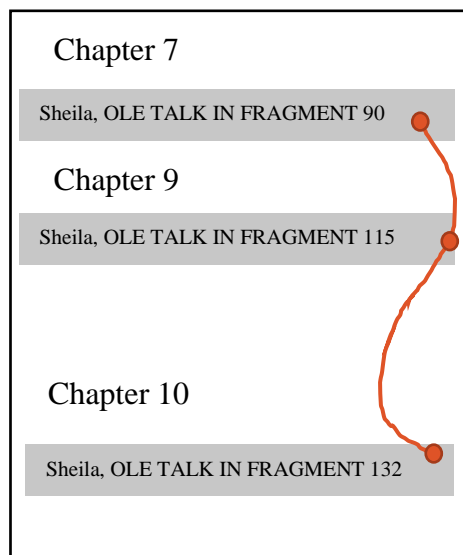 Chapter 7
Sheila, OLE TALK IN FRAGMENT 90
Chapter 9
Sheila, OLE TALK IN FRAGMENT 115
Chapter 10
Sheila, OLE TALK IN FRAGMENT 132